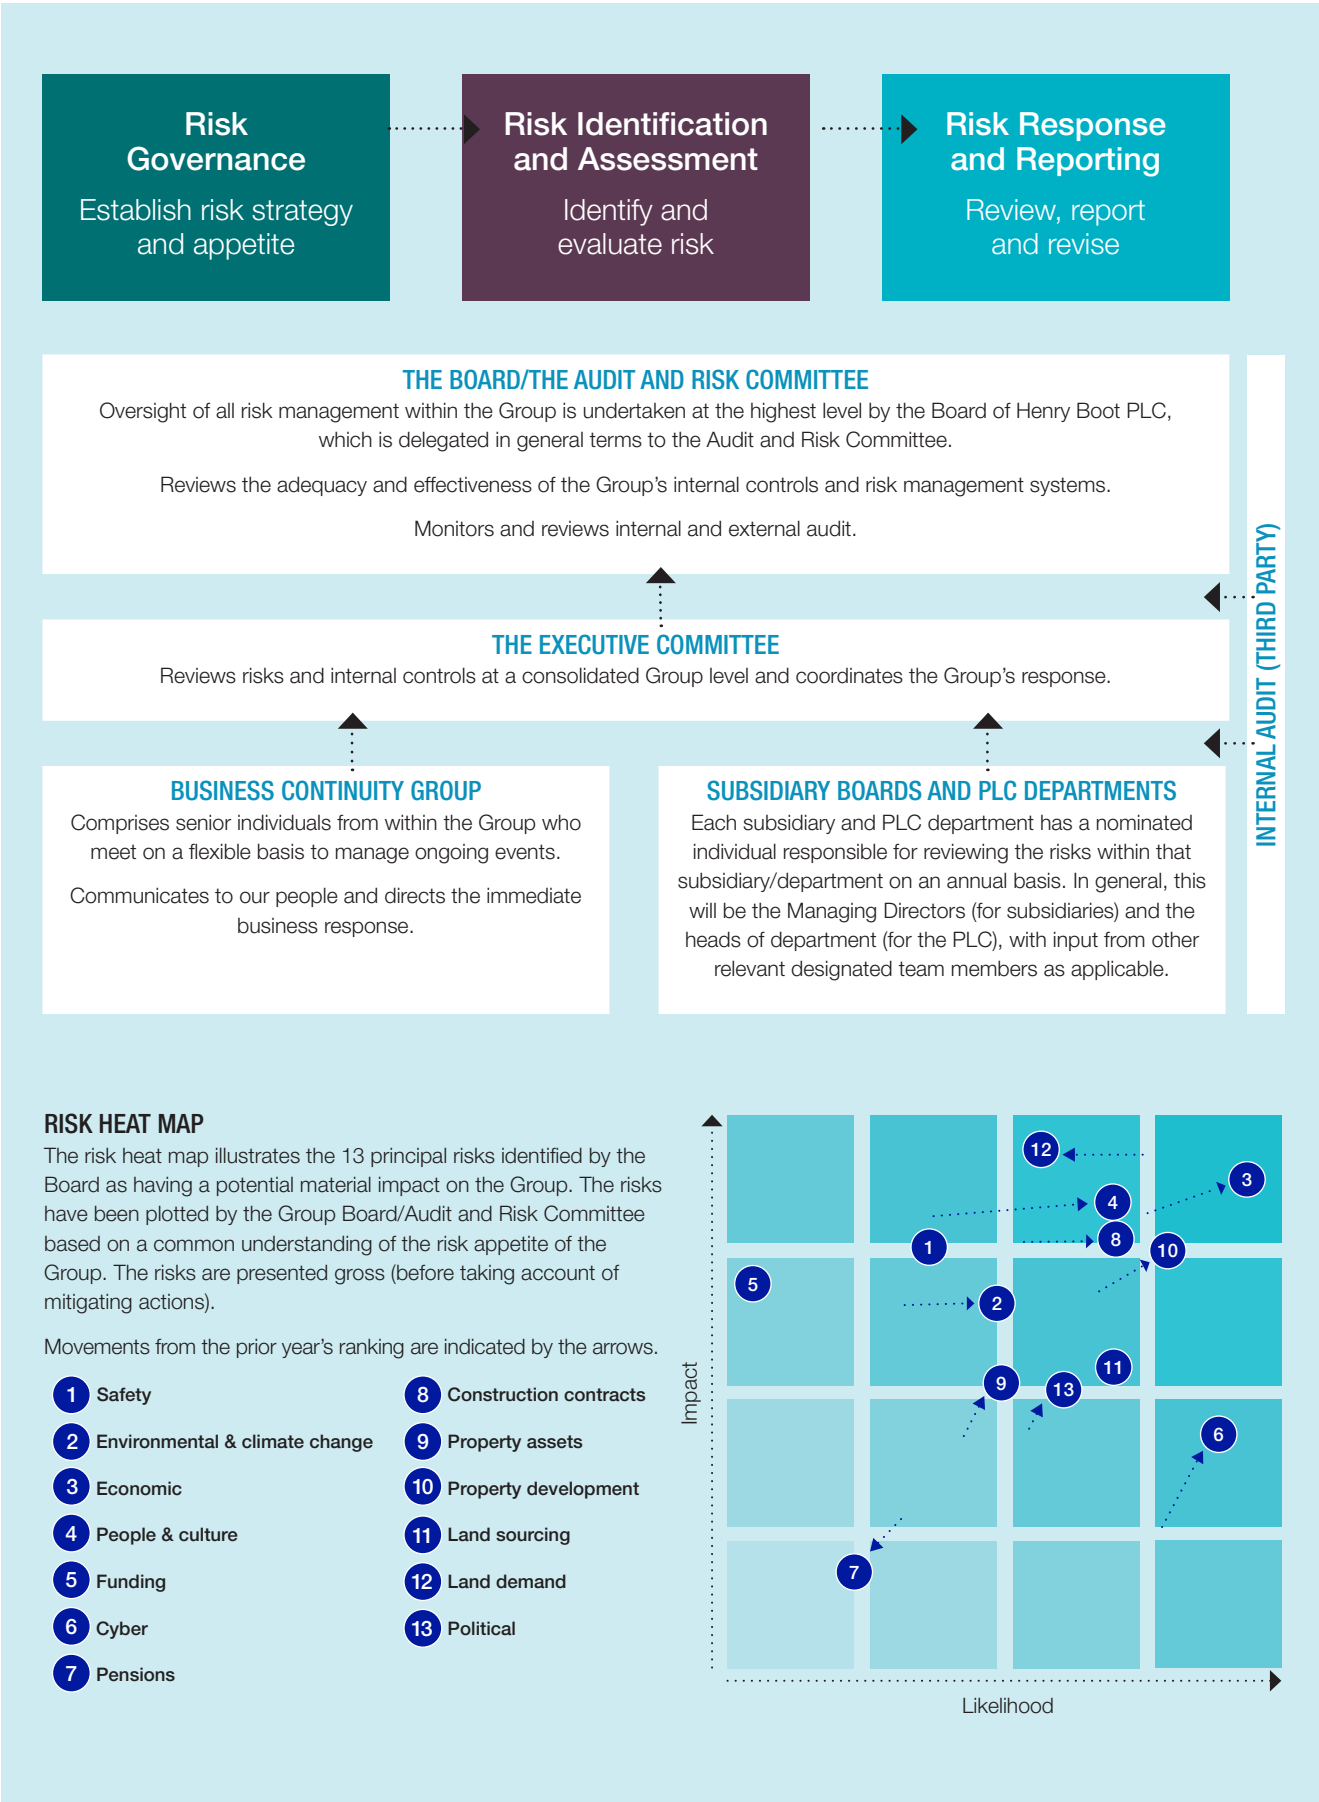 Risk
Governance
Establish risk strategy
and appetite
Risk Identification
and Assessment
Identify and
evaluate risk
Risk Response
and Reporting
Review, report
and revise
THE BOARD/THE AUDIT AND RISK COMMITTEE
Oversight of all risk management within the Group is undertaken at the highest level by the Board of Henry Boot PLC,
which is delegated in general terms to the Audit and Risk Committee.
Reviews the adequacy and effectiveness of the Group’s internal controls and risk management systems.
Monitors and reviews internal and external audit.
THE EXECUTIVE COMMITTEE
Reviews risks and internal controls at a consolidated Group level and coordinates the Group’s response.
BUSINESS CONTINUITY GROUP
Comprises senior individuals from within the Group who
meet on a flexible basis to manage ongoing events.
Communicates to our people and directs the immediate
business response.
SUBSIDIARY BOARDS AND PLC DEPARTMENTS
Each subsidiary and PLC department has a nominated
individual responsible for reviewing the risks within that
subsidiary/department on an annual basis. In general, this
will be the Managing Directors (for subsidiaries) and the
heads of department (for the PLC), with input from other
relevant designated team members as applicable.
INTERNAL AUDIT (THIRD PARTY)
RISK HEAT MAP
The risk heat map illustrates the 13 principal risks identified by the
Board as having a potential material impact on the Group. The risks
have been plotted by the Group Board/Audit and Risk Committee
based on a common understanding of the risk appetite of the
Group. The risks are presented gross (before taking account of
mitigating actions).
Movements from the prior year’s ranking are indicated by the arrows.
1 Safety
2 Environmental & climate change
3 Economic
4 People & culture
5 Funding
6 Cyber
7 Pensions
8 Construction contracts
9 Property assets
10 Property development
11 Land sourcing
12 Land demand
13 Political
Impact
12
3
4
8
1
10
5
2
11
9
13
6
7
Likelihood